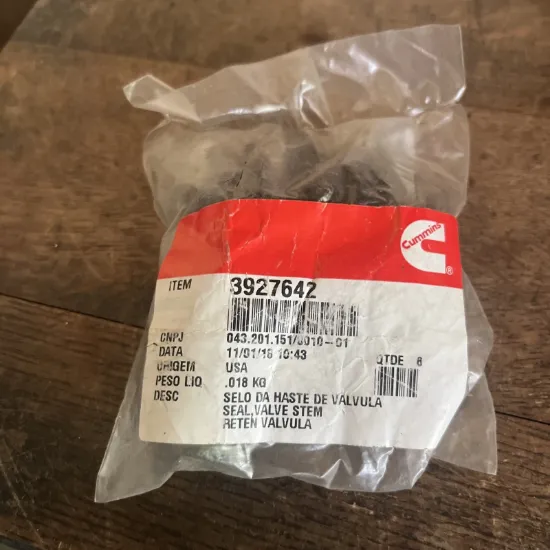 Cummins
®
ITEM 3927642
CNPJ 043.201.151/0010-01
DATA 11/01/16 10:43
ORIGEM USA
QTDE 6
PESO LIQ .018 KG
DESC SELO DA HASTE DE VALVULA
SEAL,VALVE STEM
RETEN VALVULA